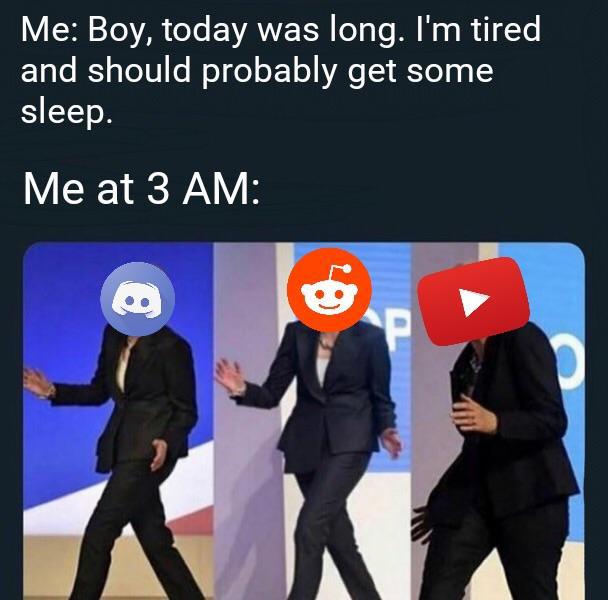 Me: Boy, today was long. I'm tired
and should probably get some
sleep.
Me at 3 AM:
P
O